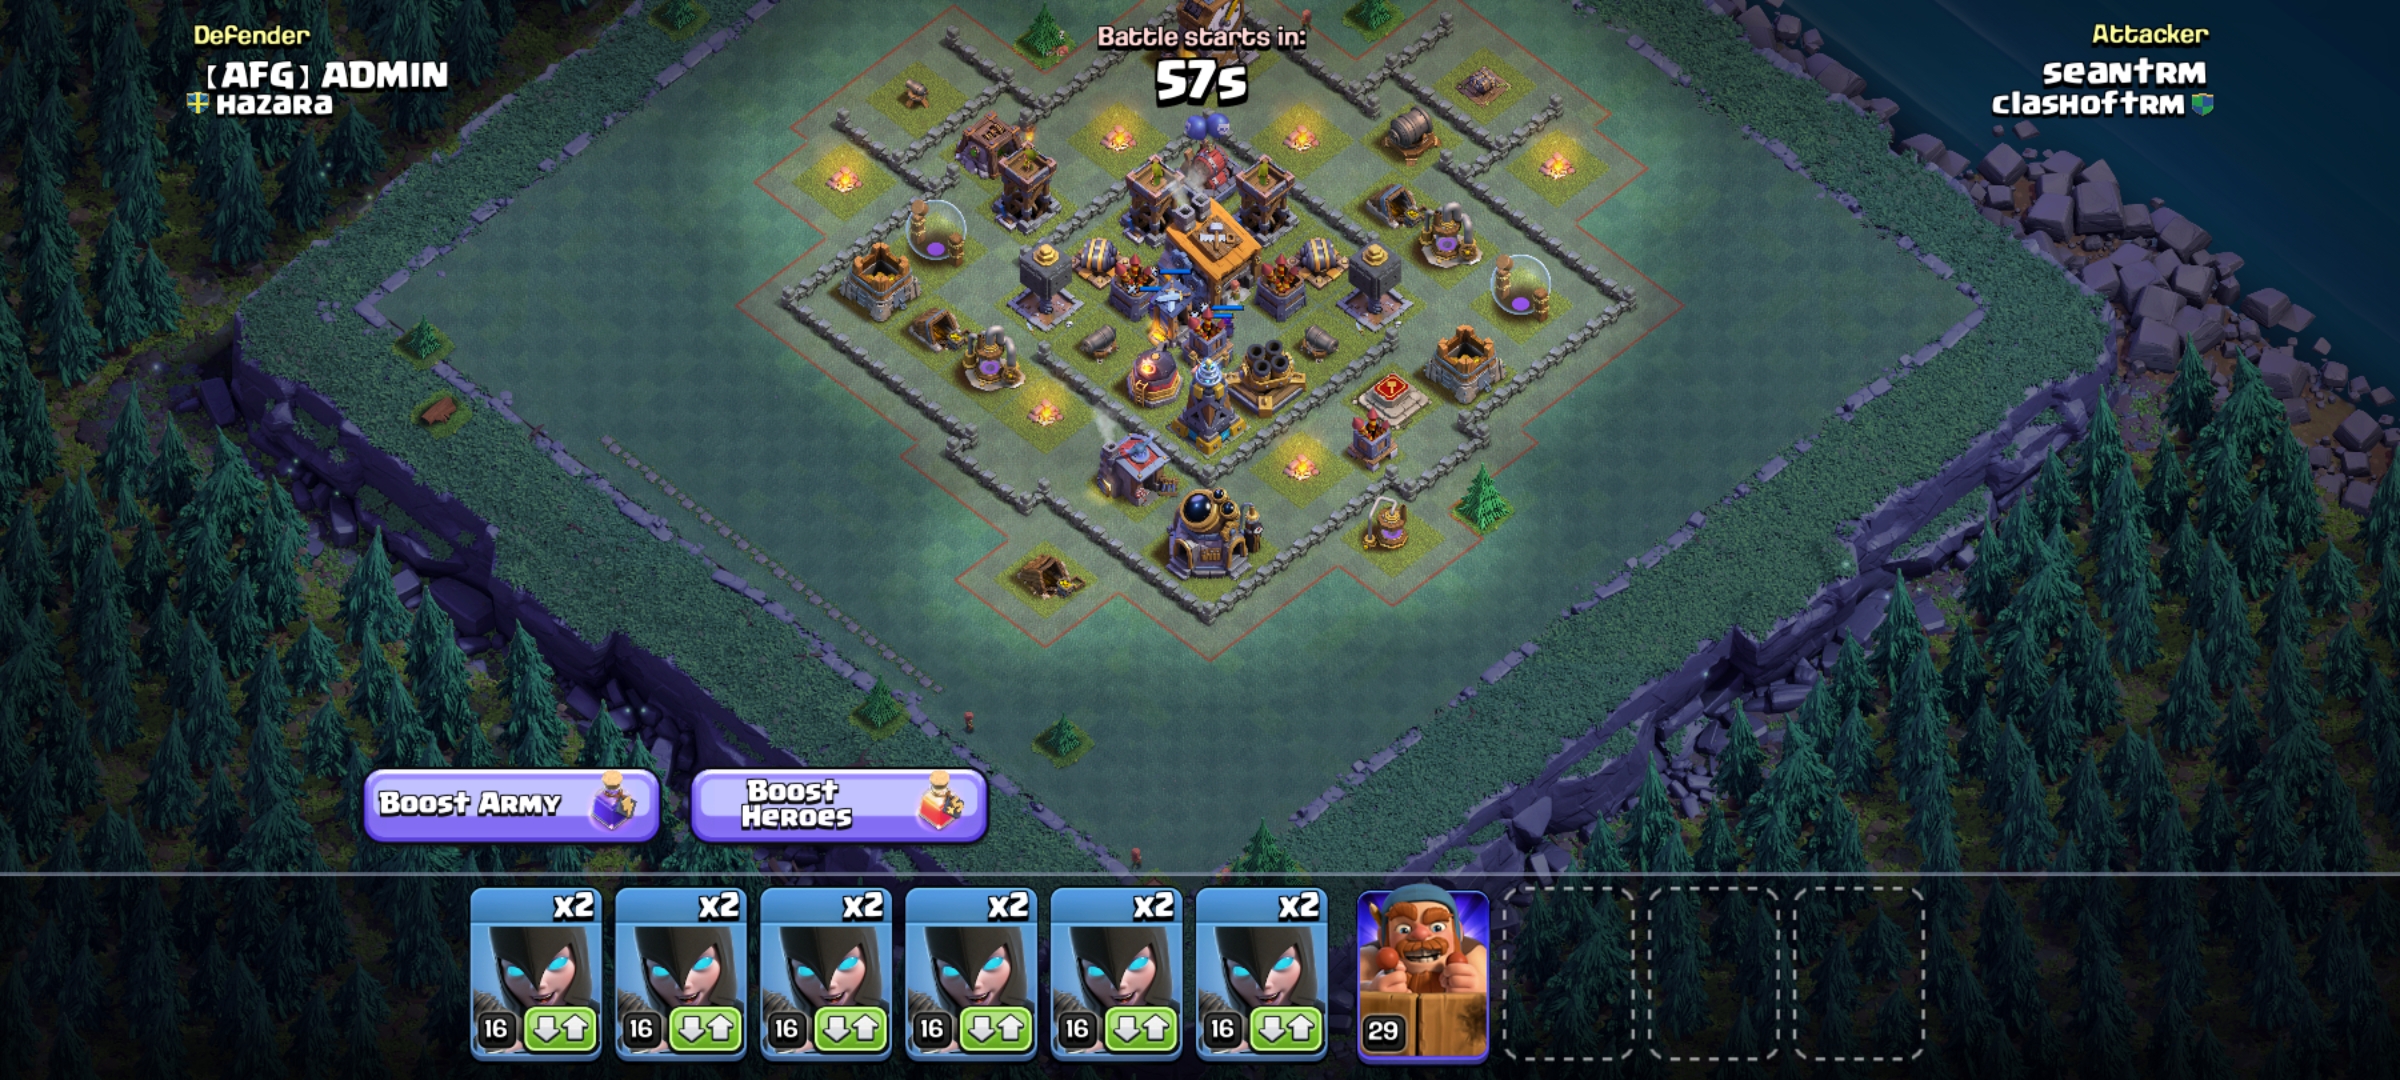 Defender
[AFG] ADMIN
Hazara
Battle starts in:
57s
Attacker
seantRM
clashoftRM
Boost Army
Boost
Heroes
x2
x2
x2
x2
x2
x2
16
16
16
16
16
16
29